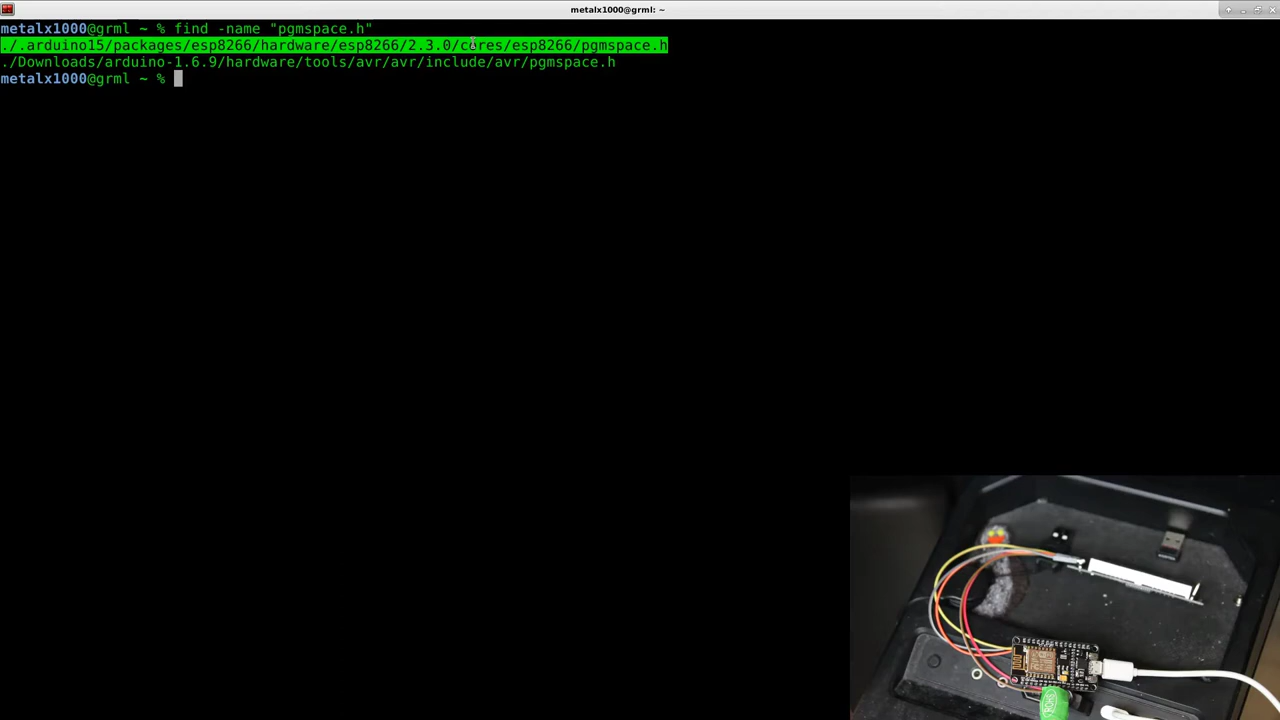 metalx1000@grml: ~
metalx1000@grml ~ % find -name "pgmspace.h"
./.arduino15/packages/esp8266/hardware/esp8266/2.3.0/cores/esp8266/pgmspace.h
./Downloads/arduino-1.6.9/hardware/tools/avr/avr/include/avr/pgmspace.h
metalx1000@grml ~ %